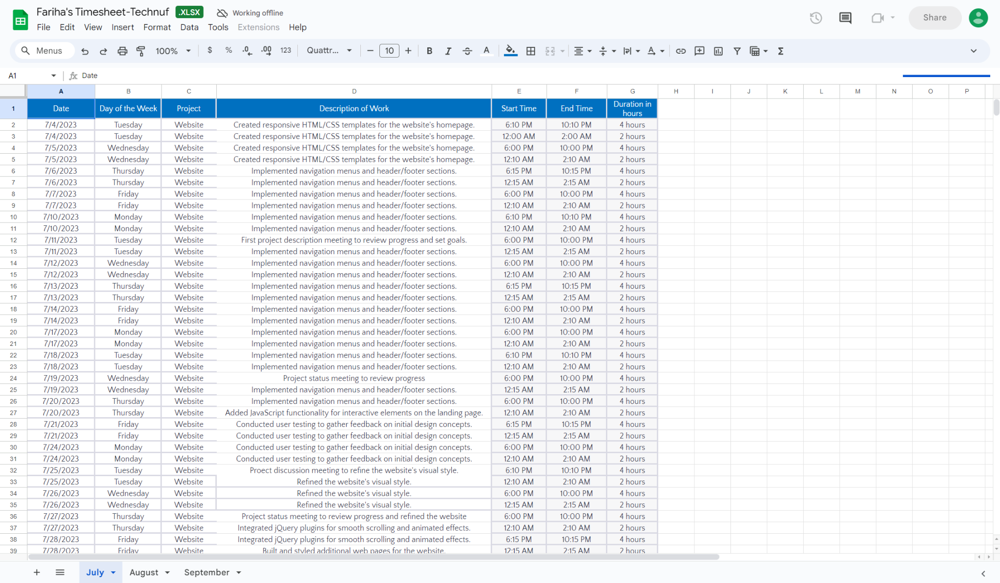 Fariha's Timesheet-Technuf .XLSX Working offline
File Edit View Insert Format Data Tools Extensions Help
Share
Menus 100% $ % .0 .00 123 Quattr... 10 B I A
A1 fx Date
A B C D E F G H I J K L M N O P
1 Date Day of the Week Project Description of Work Start Time End Time Duration in hours
2 7/4/2023 Tuesday Website Created responsive HTML/CSS templates for the website's homepage. 6:10 PM 10:10 PM 4 hours
3 7/4/2023 Tuesday Website Created responsive HTML/CSS templates for the website's homepage. 12:00 AM 2:00 AM 2 hours
4 7/5/2023 Wednesday Website Created responsive HTML/CSS templates for the website's homepage. 6:00 PM 10:00 PM 4 hours
5 7/5/2023 Wednesday Website Created responsive HTML/CSS templates for the website's homepage. 12:10 AM 2:10 AM 2 hours
6 7/6/2023 Thursday Website Implemented navigation menus and header/footer sections. 6:15 PM 10:15 PM 4 hours
7 7/6/2023 Thursday Website Implemented navigation menus and header/footer sections. 12:15 AM 2:15 AM 2 hours
8 7/7/2023 Friday Website Implemented navigation menus and header/footer sections. 6:00 PM 10:00 PM 4 hours
9 7/7/2023 Friday Website Implemented navigation menus and header/footer sections. 12:10 AM 2:10 AM 2 hours
10 7/10/2023 Monday Website Implemented navigation menus and header/footer sections. 6:10 PM 10:10 PM 4 hours
11 7/10/2023 Monday Website Implemented navigation menus and header/footer sections. 12:10 AM 2:10 AM 2 hours
12 7/11/2023 Tuesday Website First project description meeting to review progress and set goals. 6:00 PM 10:00 PM 4 hours
13 7/11/2023 Tuesday Website Implemented navigation menus and header/footer sections. 12:15 AM 2:15 AM 2 hours
14 7/12/2023 Wednesday Website Implemented navigation menus and header/footer sections. 6:00 PM 10:00 PM 4 hours
15 7/12/2023 Wednesday Website Implemented navigation menus and header/footer sections. 12:10 AM 2:10 AM 2 hours
16 7/13/2023 Thursday Website Implemented navigation menus and header/footer sections. 6:15 PM 10:15 PM 4 hours
17 7/13/2023 Thursday Website Implemented navigation menus and header/footer sections. 12:15 AM 2:15 AM 2 hours
18 7/14/2023 Friday Website Implemented navigation menus and header/footer sections. 6:00 PM 10:00 PM 4 hours
19 7/14/2023 Friday Website Implemented navigation menus and header/footer sections. 12:10 AM 2:10 AM 2 hours
20 7/17/2023 Monday Website Implemented navigation menus and header/footer sections. 6:00 PM 10:00 PM 4 hours
21 7/17/2023 Monday Website Implemented navigation menus and header/footer sections. 12:10 AM 2:10 AM 2 hours
22 7/18/2023 Tuesday Website Implemented navigation menus and header/footer sections. 6:10 PM 10:10 PM 4 hours
23 7/18/2023 Tuesday Website Implemented navigation menus and header/footer sections. 12:10 AM 2:10 AM 2 hours
24 7/19/2023 Wednesday Website Project status meeting to review progress 6:00 PM 10:00 PM 4 hours
25 7/19/2023 Wednesday Website Implemented navigation menus and header/footer sections. 12:15 AM 2:15 AM 2 hours
26 7/20/2023 Thursday Website Implemented navigation menus and header/footer sections. 6:00 PM 10:00 PM 4 hours
27 7/20/2023 Thursday Website Added JavaScript functionality for interactive elements on the landing page. 12:10 AM 2:10 AM 2 hours
28 7/21/2023 Friday Website Conducted user testing to gather feedback on initial design concepts. 6:15 PM 10:15 PM 4 hours
29 7/21/2023 Friday Website Conducted user testing to gather feedback on initial design concepts. 12:15 AM 2:15 AM 2 hours
30 7/24/2023 Monday Website Conducted user testing to gather feedback on initial design concepts. 6:00 PM 10:00 PM 4 hours
31 7/24/2023 Monday Website Conducted user testing to gather feedback on initial design concepts. 12:10 AM 2:10 AM 2 hours
32 7/25/2023 Tuesday Website Proect discussion meeting to refine the website's visual style. 6:10 PM 10:10 PM 4 hours
33 7/25/2023 Tuesday Website Refined the website's visual style. 12:10 AM 2:10 AM 2 hours
34 7/26/2023 Wednesday Website Refined the website's visual style. 6:00 PM 10:00 PM 4 hours
35 7/26/2023 Wednesday Website Refined the website's visual style. 12:15 AM 2:15 AM 2 hours
36 7/27/2023 Thursday Website Project status meeting to review progress and refined the website 6:00 PM 10:00 PM 4 hours
37 7/27/2023 Thursday Website Integrated jQuery plugins for smooth scrolling and animated effects. 12:10 AM 2:10 AM 2 hours
38 7/28/2023 Friday Website Integrated jQuery plugins for smooth scrolling and animated effects. 6:15 PM 10:15 PM 4 hours
39 7/28/2023 Friday Website Built and styled additional web pages for the website. 12:15 AM 2:15 AM 2 hours
July August September